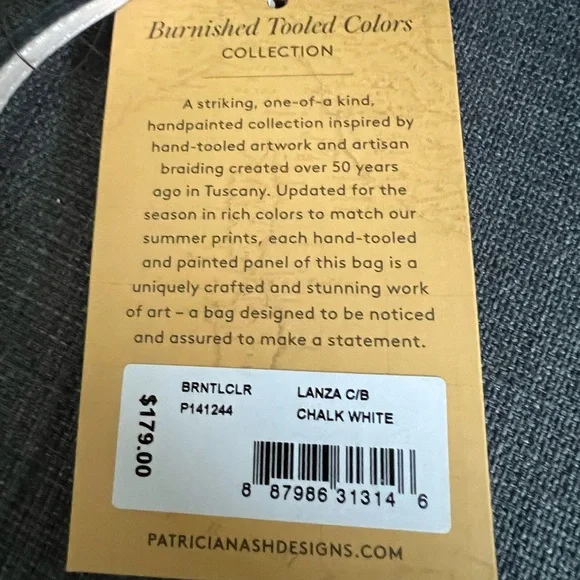 Burnished Tooled Colors
COLLECTION
A striking, one-of-a kind,
handpainted collection inspired by
hand-tooled artwork and artisan
braiding created over 50 years
ago in Tuscany. Updated for the
season in rich colors to match our
summer prints, each hand-tooled
and painted panel of this bag is a
uniquely crafted and stunning work
of art – a bag designed to be noticed
and assured to make a statement.
$179.00
BRNTLCLR LANZA C/B
P141244 CHALK WHITE
8 87986 31314 6
PATRICIANASHDESIGNS.COM